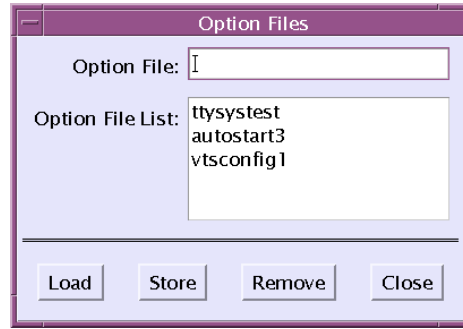 Option Files
Option File:
Option File List:
ttysystest
autostart3
vtsconfig1
Load Store Remove Close